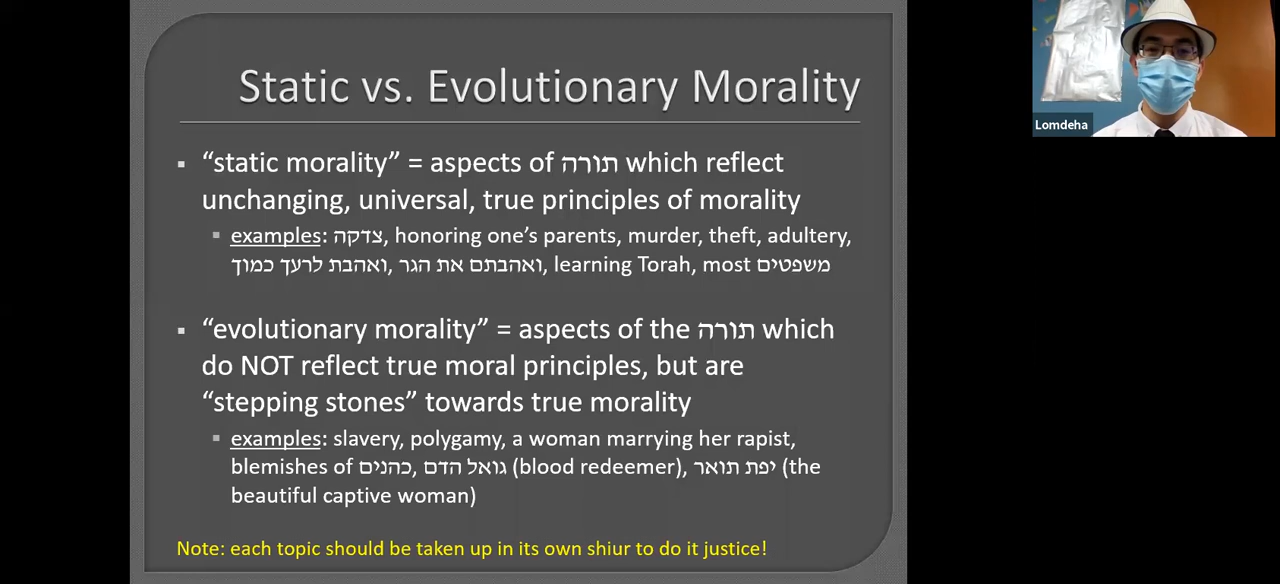 Static vs. Evolutionary Morality
▪ “static morality” = aspects of תורה which reflect
unchanging, universal, true principles of morality
▪ examples: צדקה, honoring one’s parents, murder, theft, adultery,
ואהבת לרעך כמוך, ואהבתם את הגר, learning Torah, most משפטים
▪ “evolutionary morality” = aspects of the תורה which
do NOT reflect true moral principles, but are
“stepping stones” towards true morality
▪ examples: slavery, polygamy, a woman marrying her rapist,
blemishes of כהנים, גואל הדם (blood redeemer), יפת תואר (the
beautiful captive woman)
Note: each topic should be taken up in its own shiur to do it justice!
Lomdeha